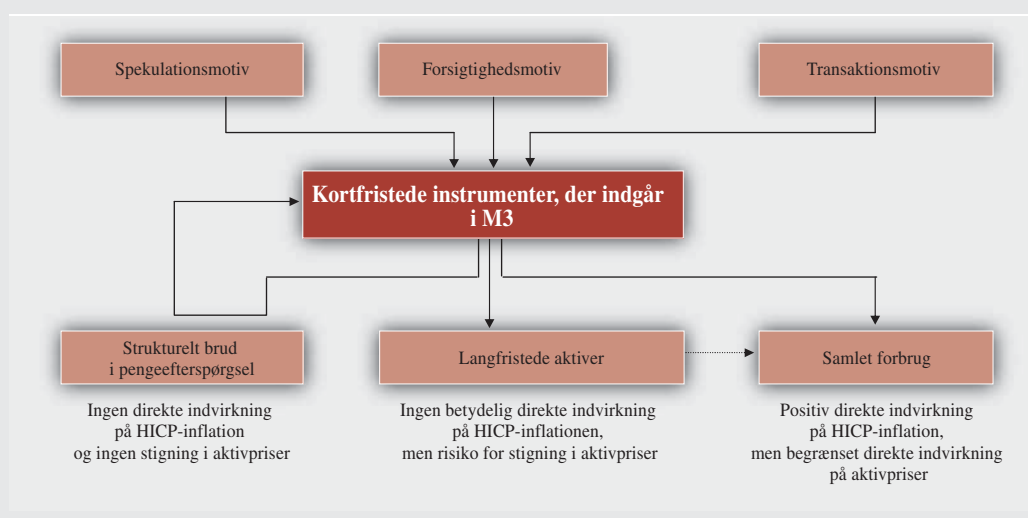 Spekulationsmotiv
Forsigtighedsmotiv
Transaktionsmotiv
Kortfristede instrumenter, der indgår
i M3
Strukturelt brud
i pengeefterspørgsel
Langfristede aktiver
Samlet forbrug
Ingen direkte indvirkning
på HICP-inflation
og ingen stigning i aktivpriser
Ingen betydelig direkte indvirkning
på HICP-inflationen,
men risiko for stigning i aktivpriser
Positiv direkte indvirkning
på HICP-inflation,
men begrænset direkte indvirkning
på aktivpriser